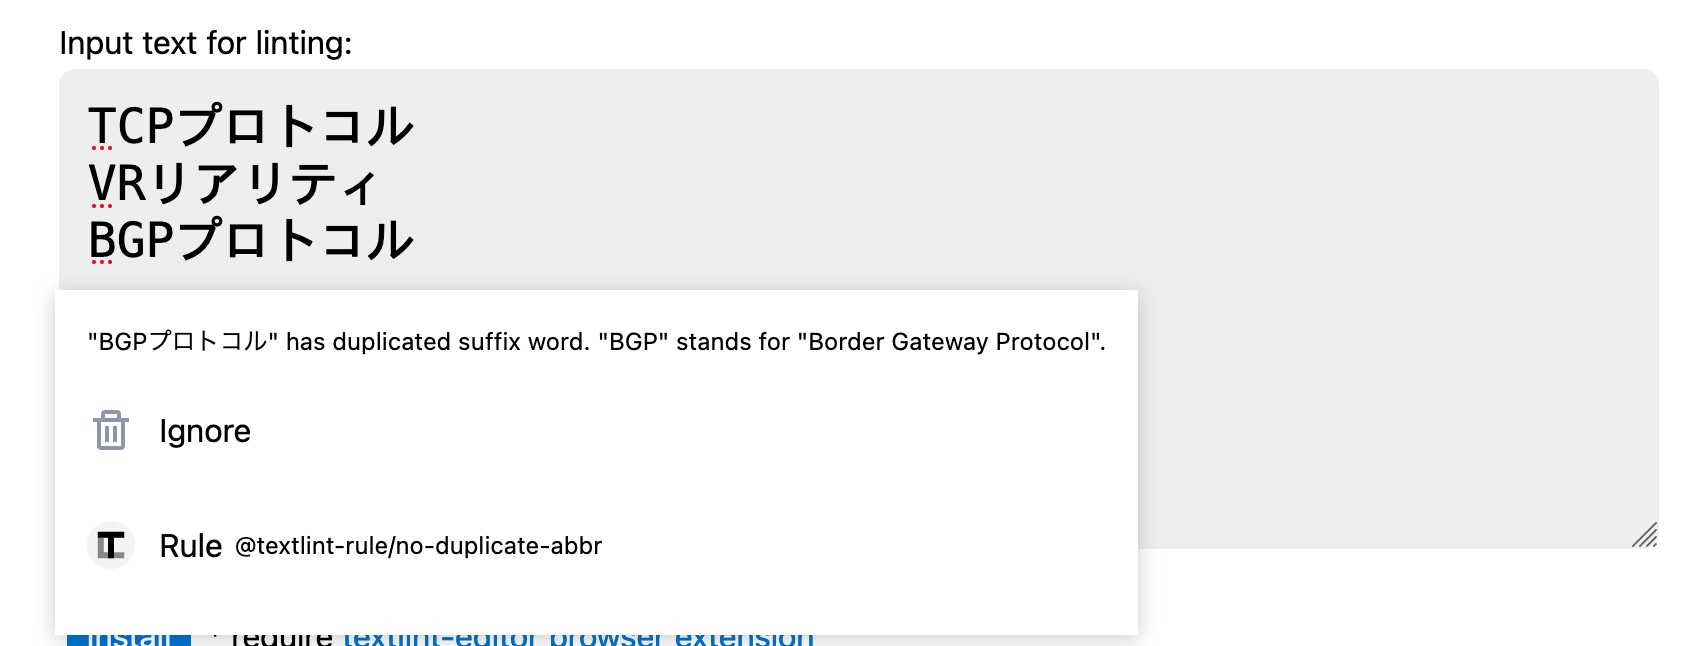 Input text for linting:
TCPプロトコル
VRリアリティ
BGPプロトコル
"BGPプロトコル" has duplicated suffix word. "BGP" stands for "Border Gateway Protocol".
Ignore
Rule @textlint-rule/no-duplicate-abbr
Install * require textlint-editor browser extension